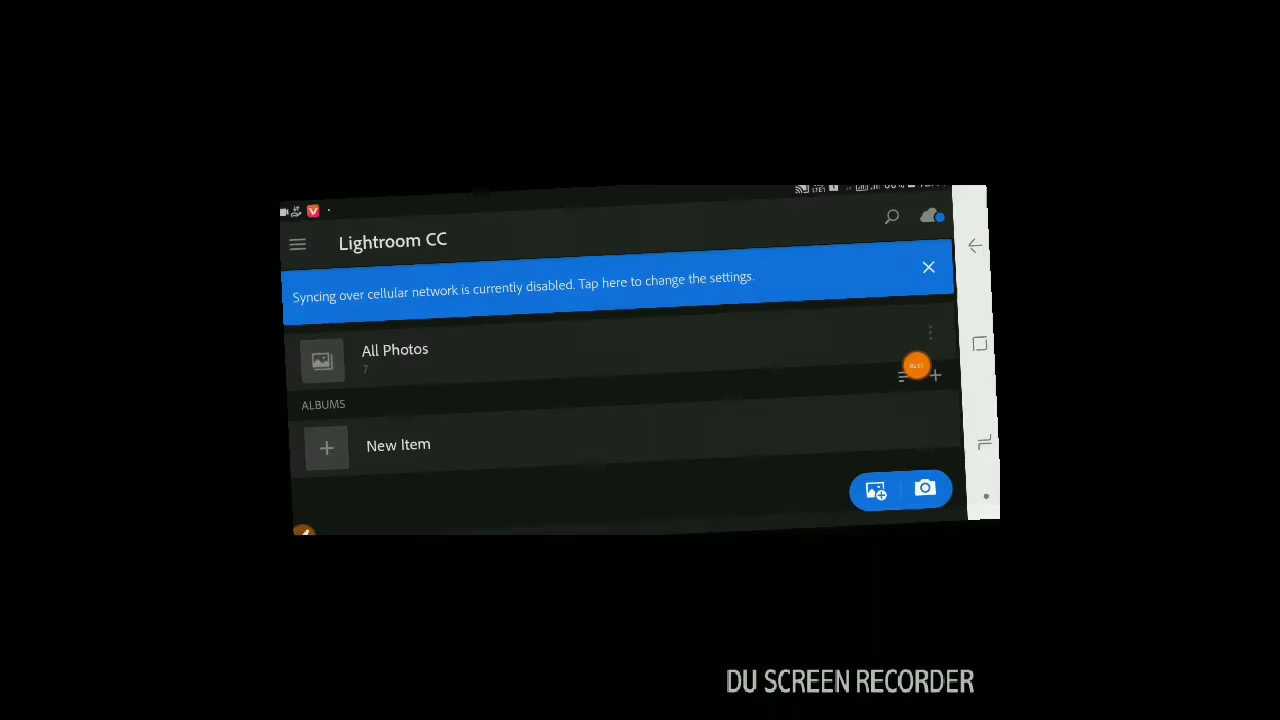 Lightroom CC
Syncing over cellular network is currently disabled. Tap here to change the settings.
All Photos
7
ALBUMS
New Item
DU SCREEN RECORDER